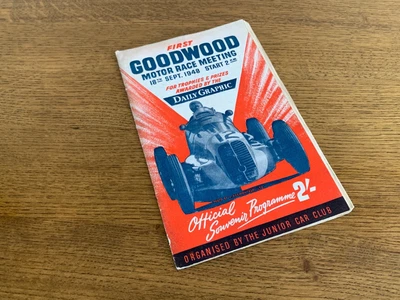 FIRST
GOODWOOD
MOTOR RACE MEETING
18TH SEPT. 1948 START 2 PM
FOR TROPHIES & PRIZES
AWARDED BY THE
DAILY GRAPHIC
Official
Souvenir Programme 2/-
ORGANISED BY THE JUNIOR CAR CLUB